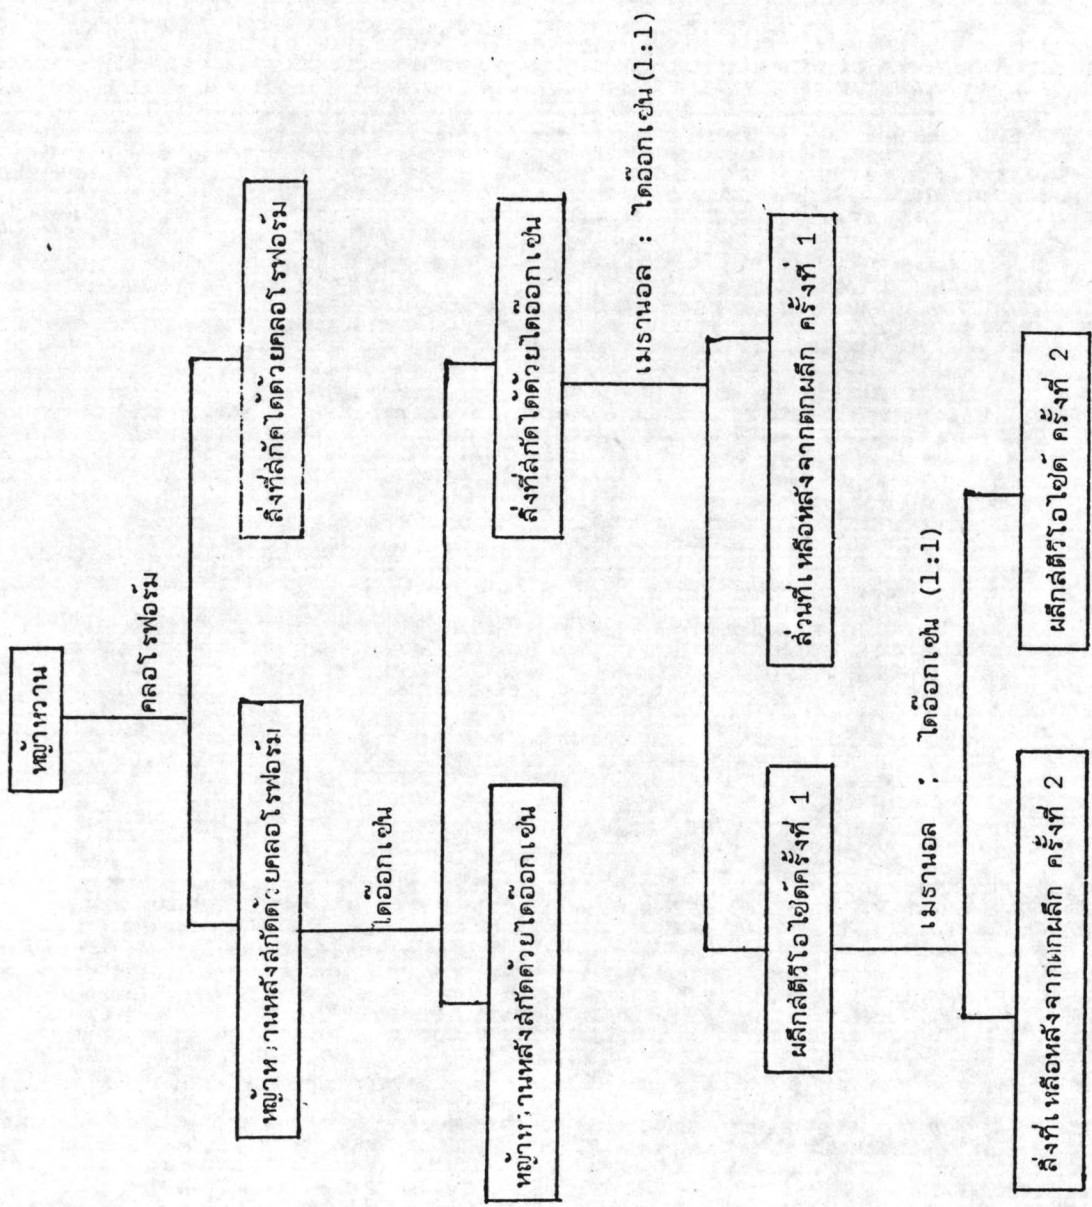 หญ้าหวาน
คลอโรฟอร์ม
หญ้าหวานหลังสกัดด้วยคลอโรฟอร์ม
สิ่งที่สกัดได้ด้วยคลอโรฟอร์ม
ไดอ๊อกเซน
หญ้าหวานหลังสกัดด้วยไดอ๊อกเซน
สิ่งที่สกัดได้ด้วยไดอ๊อกเซน
เมธานอล : ไดอ๊อกเซน(1:1)
ผลึกสตีวิโอไซด์ครั้งที่ 1
ส่วนที่เหลือหลังจากตกผลึก ครั้งที่ 1
เมธานอล : ไดอ๊อกเซน (1:1)
สิ่งที่เหลือหลังจากตกผลึก ครั้งที่ 2
ผลึกสตีวิโอไซด์ ครั้งที่ 2